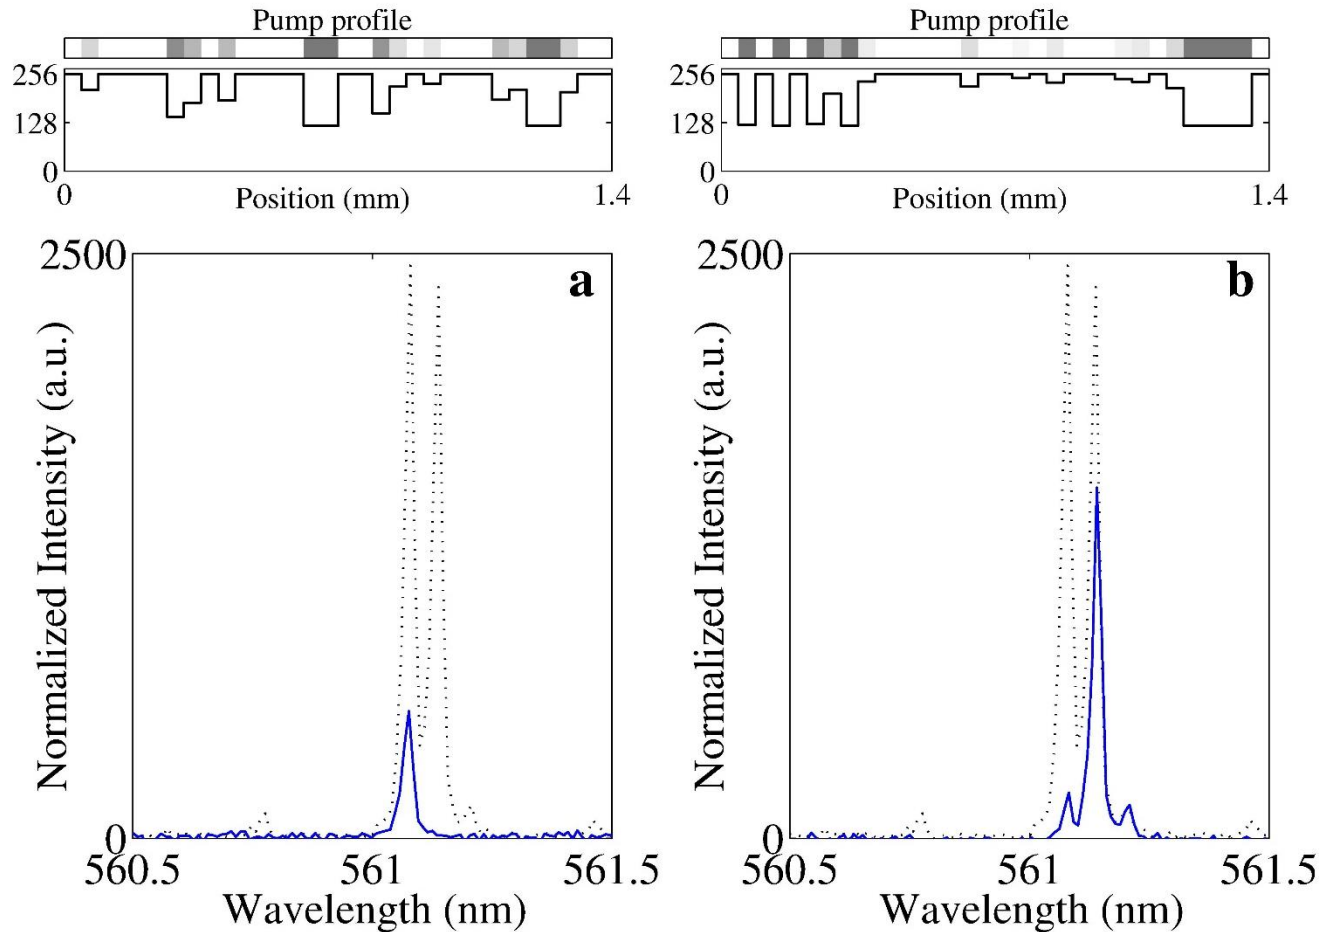 Pump profile
256
128
0
0 Position (mm) 1.4
2500
a
Normalized Intensity (a.u.)
0
560.5 561 561.5
Wavelength (nm)
Pump profile
256
128
0
0 Position (mm) 1.4
2500
b
Normalized Intensity (a.u.)
0
560.5 561 561.5
Wavelength (nm)